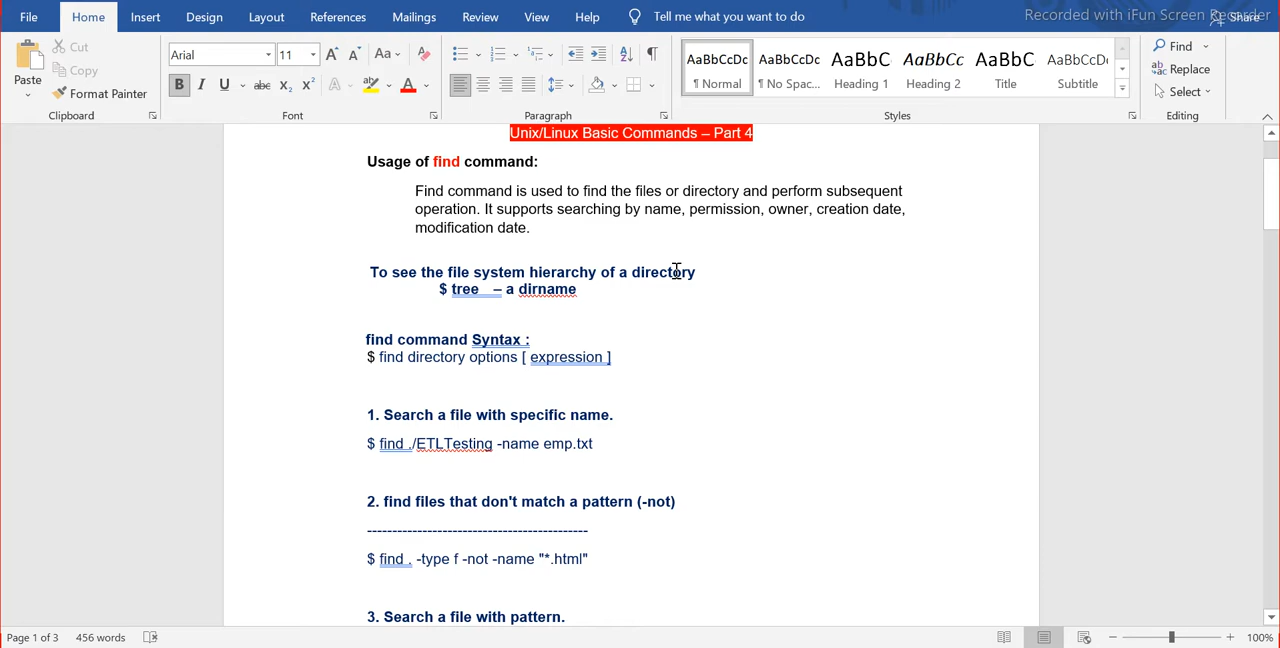 File Home Insert Design Layout References Mailings Review View Help Tell me what you want to do Share
Recorded with iFun Screen Recorder
Paste Cut Copy Format Painter
Clipboard
Arial 11 Aa
B I U abc X₂ X² A A
Font
Paragraph
AaBbCcDc AaBbCcDc AaBbC AaBbCc AaBbC AaBbCcD
¶ Normal ¶ No Spac... Heading 1 Heading 2 Title Subtitle
Styles
Find
Replace
Select
Editing
Unix/Linux Basic Commands – Part 4
Usage of find command:
Find command is used to find the files or directory and perform subsequent
operation. It supports searching by name, permission, owner, creation date,
modification date.
To see the file system hierarchy of a directory
$ tree – a dirname
find command Syntax :
$ find directory options [ expression ]
1. Search a file with specific name.
$ find ./ETLTesting -name emp.txt
2. find files that don't match a pattern (-not)
--------------------------------------------
$ find . -type f -not -name "*.html"
3. Search a file with pattern.
Page 1 of 3 456 words 100%